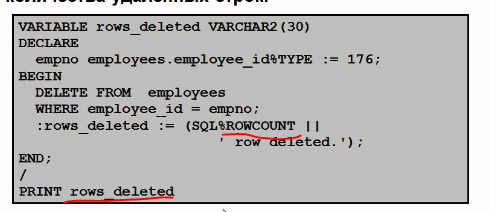 количества удаленных строк.
VARIABLE rows_deleted VARCHAR2(30)
DECLARE
empno employees.employee_id%TYPE := 176;
BEGIN
DELETE FROM employees
WHERE employee_id = empno;
:rows_deleted := (SQL%ROWCOUNT ||
' row deleted.');
END;
/
PRINT rows_deleted